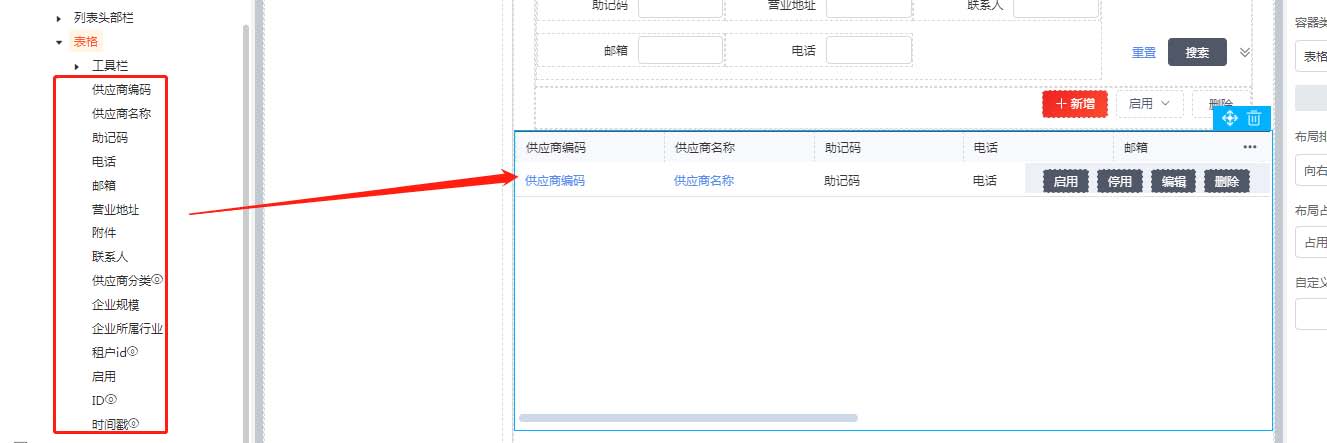 列表头部栏
表格
工具栏
供应商编码
供应商名称
助记码
电话
邮箱
营业地址
附件
联系人
供应商分类
企业规模
企业所属行业
租户id
启用
ID
时间戳
助记码 营业地址 联系人
邮箱 电话 重置 搜索
新增 启用 删除
供应商编码 供应商名称 助记码 电话 邮箱
供应商编码 供应商名称 助记码 电话 启用 停用 编辑 删除
容器类
表格
布局排
向右
布局占
占用
自定义